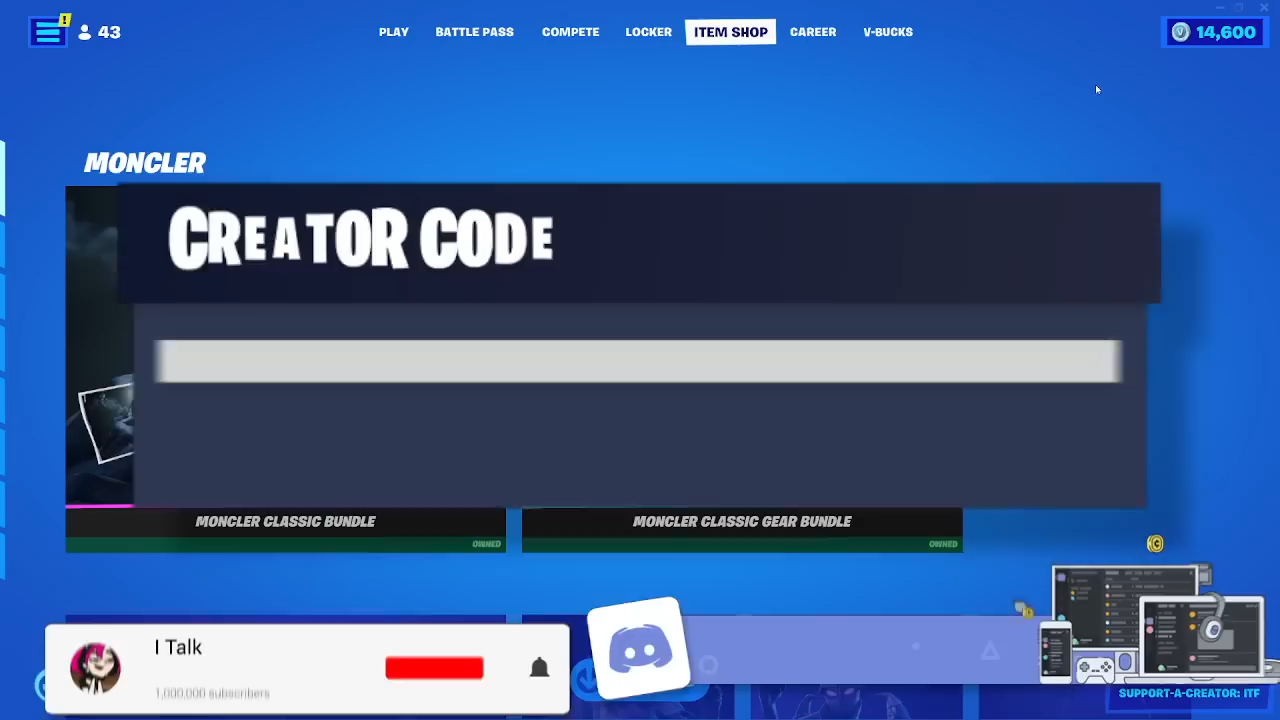 43
PLAY
BATTLE PASS
COMPETE
LOCKER
ITEM SHOP
CAREER
V-BUCKS
14,600
MONCLER
CREATOR CODE
MONCLER CLASSIC BUNDLE
OWNED
MONCLER CLASSIC GEAR BUNDLE
OWNED
I Talk
1,000,000 subscribers
SUPPORT-A-CREATOR: ITF